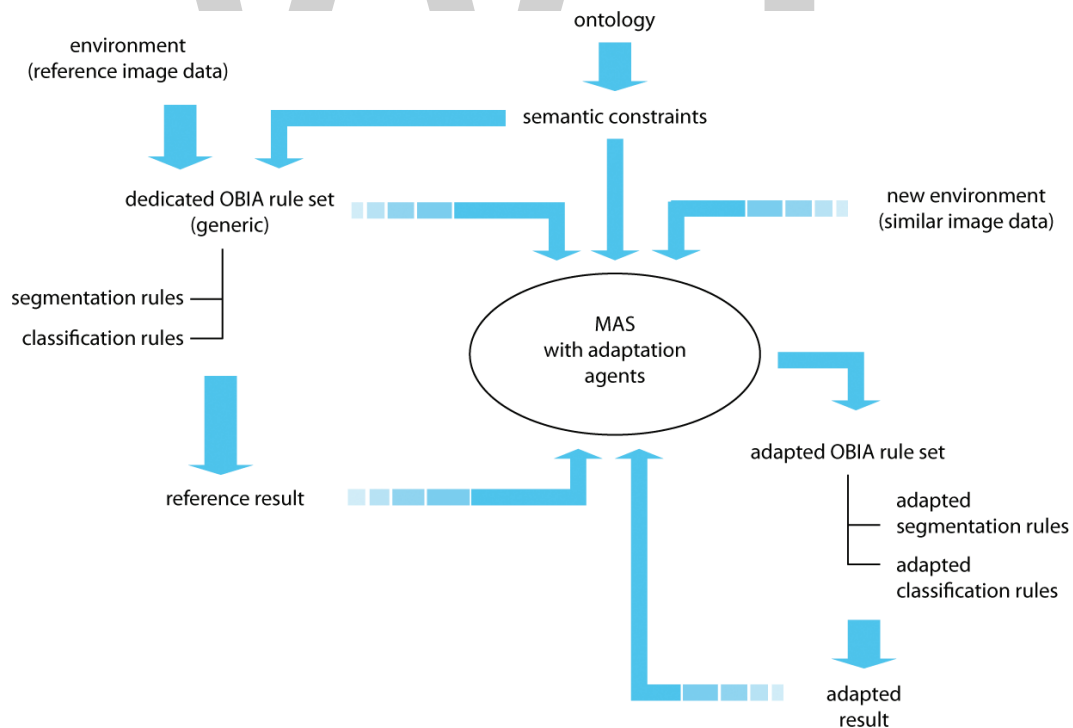 ontology
environment
(reference image data)
semantic constraints
dedicated OBIA rule set
(generic)
new environment
(similar image data)
segmentation rules
classification rules
MAS
with adaptation
agents
reference result
adapted OBIA rule set
adapted
segmentation rules
adapted
classification rules
adapted
result